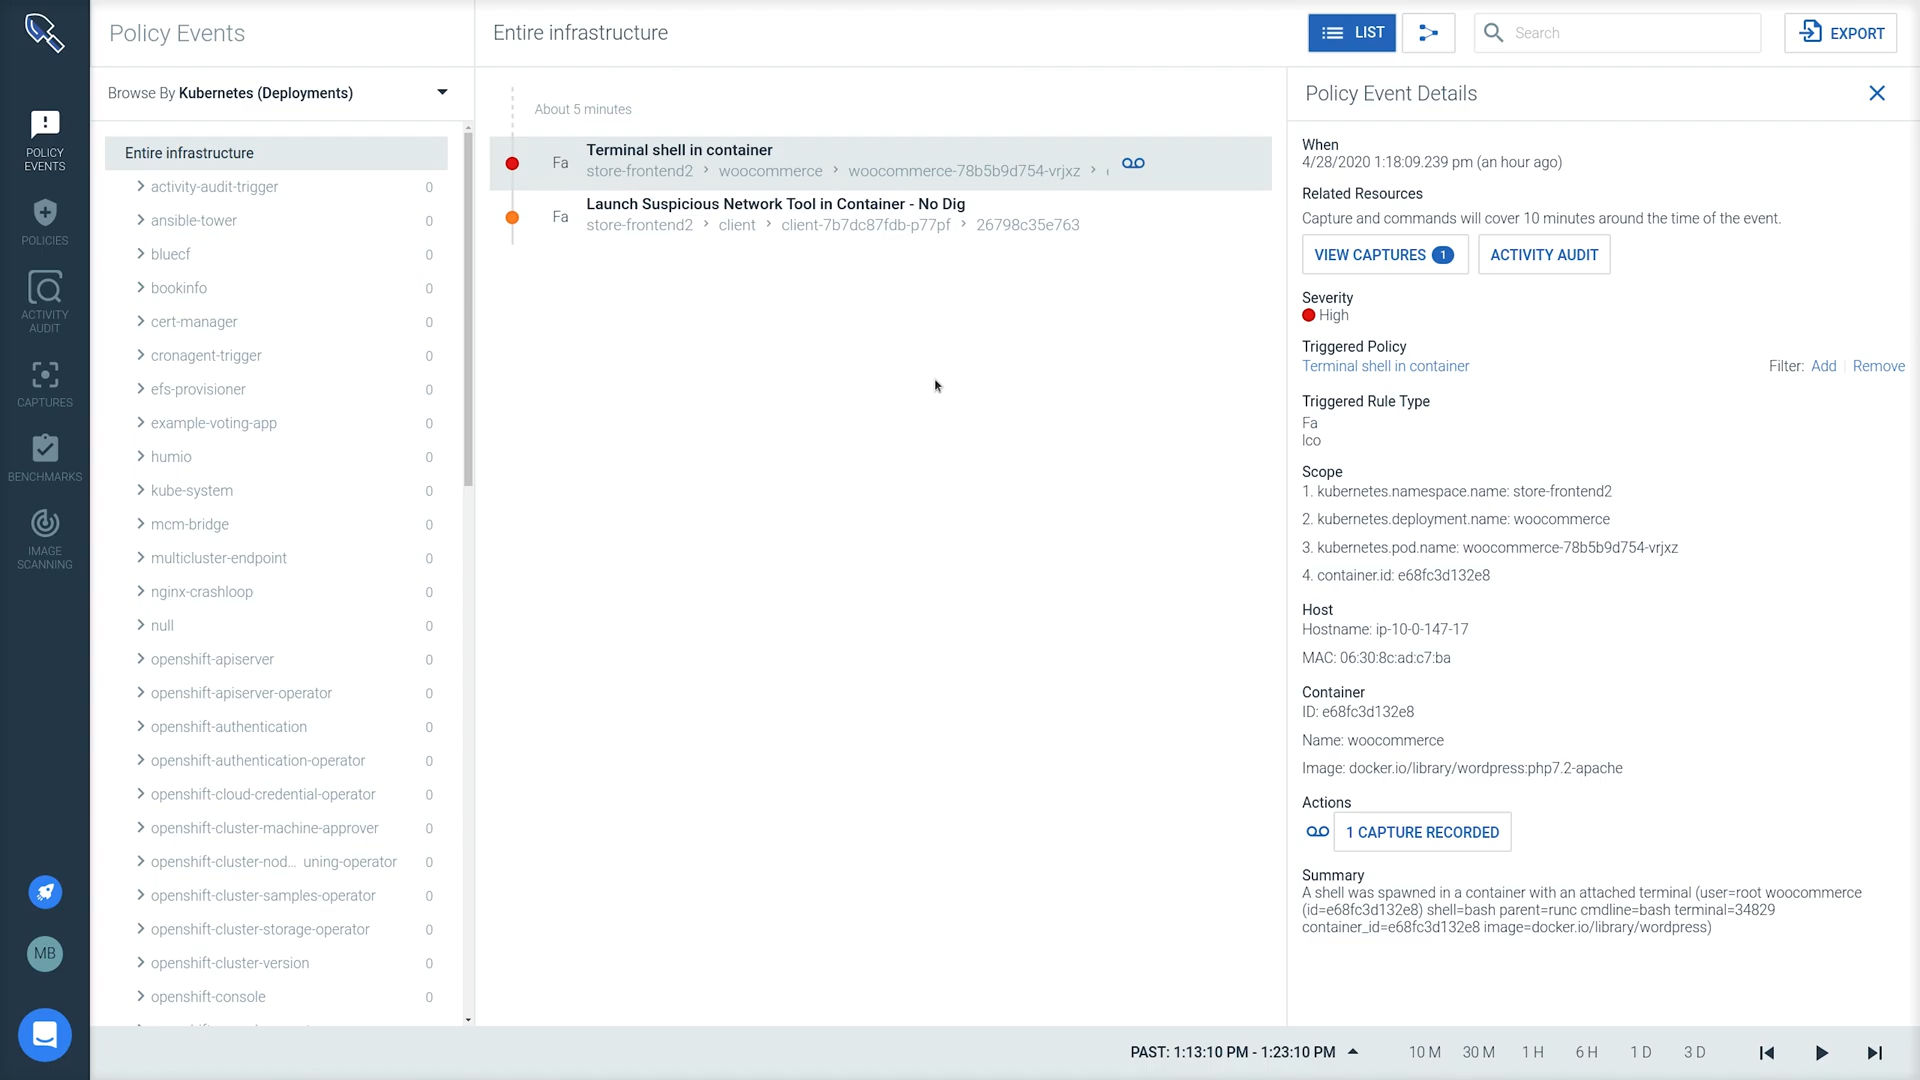 Policy Events
Entire infrastructure
LIST
Search
EXPORT
Browse By Kubernetes (Deployments)
POLICY
EVENTS
POLICIES
ACTIVITY
AUDIT
CAPTURES
BENCHMARKS
IMAGE
SCANNING
MB
Entire infrastructure
activity-audit-trigger 0
ansible-tower 0
bluecf 0
bookinfo 0
cert-manager 0
cronagent-trigger 0
efs-provisioner 0
example-voting-app 0
humio 0
kube-system 0
mcm-bridge 0
multicluster-endpoint 0
nginx-crashloop 0
null 0
openshift-apiserver 0
openshift-apiserver-operator 0
openshift-authentication 0
openshift-authentication-operator 0
openshift-cloud-credential-operator 0
openshift-cluster-machine-approver 0
openshift-cluster-nod... uning-operator 0
openshift-cluster-samples-operator 0
openshift-cluster-storage-operator 0
openshift-cluster-version 0
openshift-console 0
About 5 minutes
Fa Terminal shell in container
store-frontend2 > woocommerce > woocommerce-78b5b9d754-vrjxz >
Fa Launch Suspicious Network Tool in Container - No Dig
store-frontend2 > client > client-7b7dc87fdb-p77pf > 26798c35e763
Policy Event Details
When
4/28/2020 1:18:09.239 pm (an hour ago)
Related Resources
Capture and commands will cover 10 minutes around the time of the event.
VIEW CAPTURES 1
ACTIVITY AUDIT
Severity
High
Triggered Policy
Terminal shell in container
Filter: Add | Remove
Triggered Rule Type
Fa
lco
Scope
1. kubernetes.namespace.name: store-frontend2
2. kubernetes.deployment.name: woocommerce
3. kubernetes.pod.name: woocommerce-78b5b9d754-vrjxz
4. container.id: e68fc3d132e8
Host
Hostname: ip-10-0-147-17
MAC: 06:30:8c:ad:c7:ba
Container
ID: e68fc3d132e8
Name: woocommerce
Image: docker.io/library/wordpress:php7.2-apache
Actions
1 CAPTURE RECORDED
Summary
A shell was spawned in a container with an attached terminal (user=root woocommerce
(id=e68fc3d132e8) shell=bash parent=runc cmdline=bash terminal=34829
container_id=e68fc3d132e8 image=docker.io/library/wordpress)
PAST: 1:13:10 PM - 1:23:10 PM
10 M
30 M
1 H
6 H
1 D
3 D